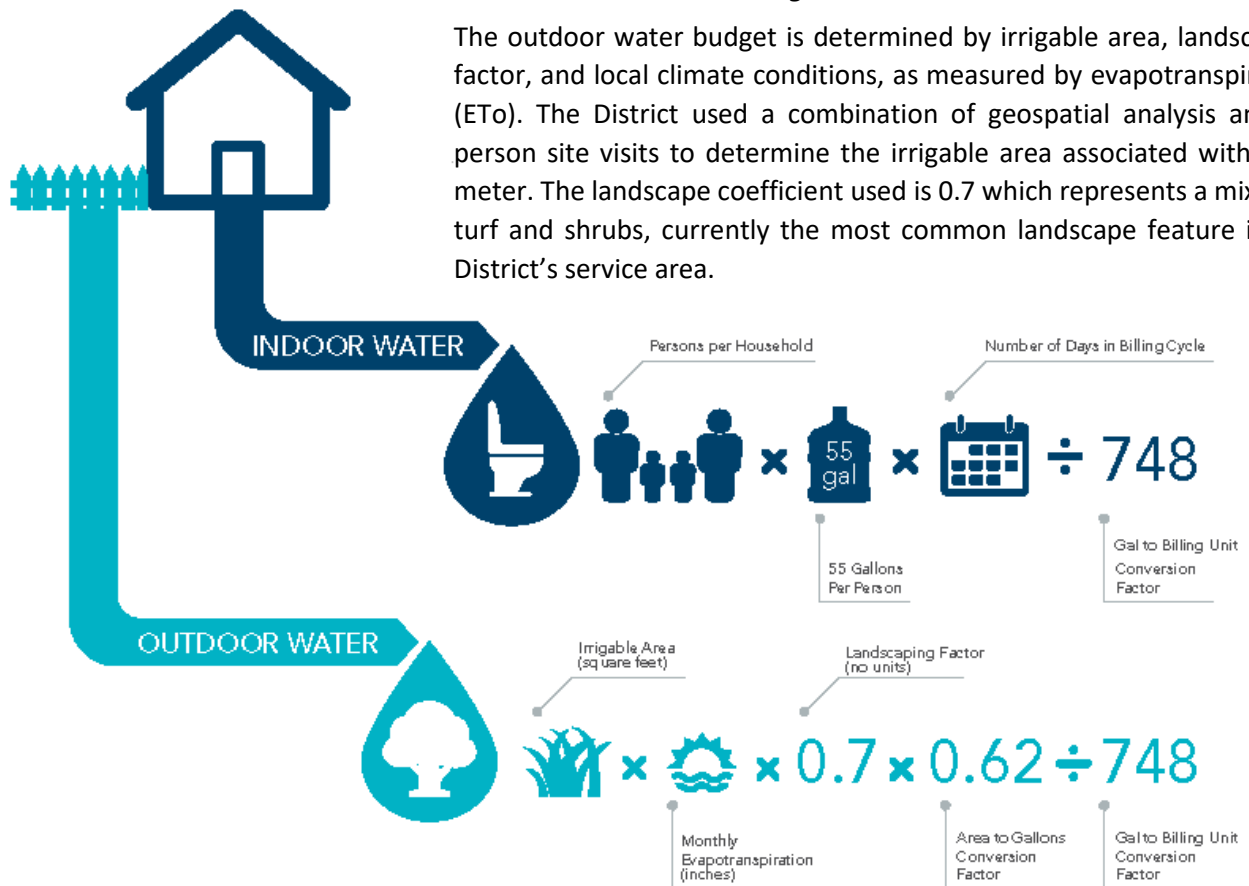 The outdoor water budget is determined by irrigable area,
factor, and local climate conditions, as measured by
(ETo). The District used a combination of geospatial analysis
person site visits to determine the irrigable area associated with
meter. The landscape coefficient used is 0.7 which represents a
turf and shrubs, currently the most common landscape feature
District's service area.
INDOOR WATER
Persons per Household
Number of Days in Billing Cycle
× 55 gal × ÷ 748
55 Gallons
Per Person
Gal to Billing Unit
Conversion
Factor
OUTDOOR WATER
Irrigable Area
(square feet)
Landscaping Factor
(no units)
× × 0.7 × 0.62 ÷ 748
Monthly
Evapotranspiration
(inches)
Area to Gallons
Conversion
Factor
Gal to Billing Unit
Conversion
Factor